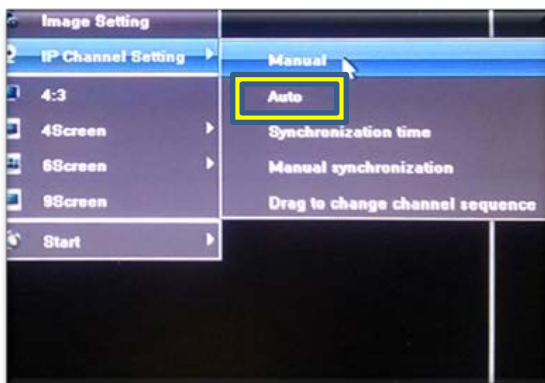 Image Setting
IP Channel Setting
Manual
4:3
Auto
4Screen
Synchronization time
6Screen
Manual synchronization
9Screen
Drag to change channel sequence
Start